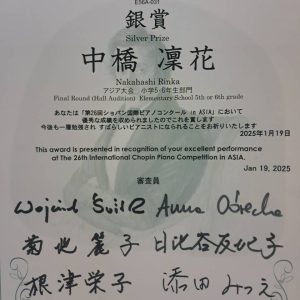 E56A-031
銀賞
Silver Prize
中橋 凜花
Nakahashi Rinka
アジア大会 小学5・6年生部門
Final Round (Hall Audition) Elementary School 5th or 6th grade
あなたは「第26回ショパン国際ピアノコンクール in ASIA」において
優秀な成績を収められましたのでこれを賞します
今後も一層勉強され すばらしいピアニストになられることをお祈りいたします
2025年1月19日
This award is presented in recognition of your excellent performance
at The 26th International Chopin Piano Competition in ASIA.
Jan 19, 2025
審査員
Anna
菊地麗子 日比谷友妃子
根津栄子 添田みつえ